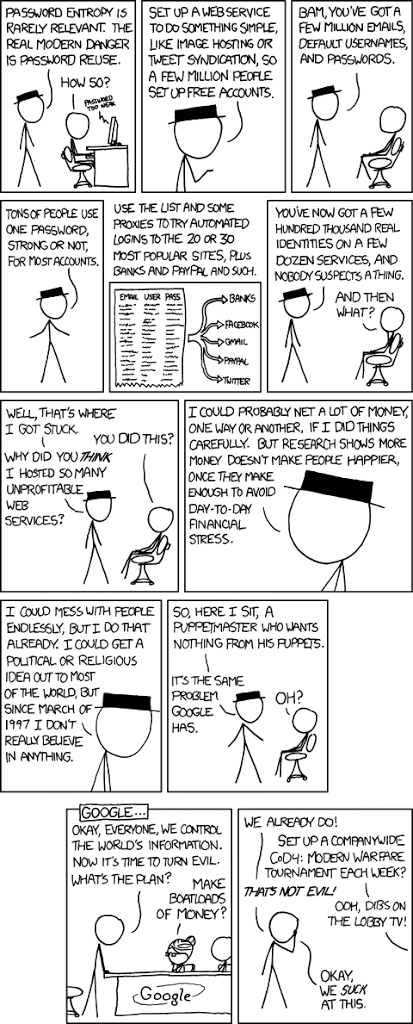 PASSWORD ENTROPY IS
RARELY RELEVANT. THE
REAL MODERN DANGER
IS PASSWORD REUSE.
HOW SO?
PASSWORD
TOO WEAK
SET UP A WEB SERVICE
TO DO SOMETHING SIMPLE,
LIKE IMAGE HOSTING OR
TWEET SYNDICATION, SO
A FEW MILLION PEOPLE
SET UP FREE ACCOUNTS.
BAM, YOU'VE GOT A
FEW MILLION EMAILS,
DEFAULT USERNAMES,
AND PASSWORDS.
TONS OF PEOPLE USE
ONE PASSWORD,
STRONG OR NOT,
FOR MOST ACCOUNTS.
USE THE LIST AND SOME
PROXIES TO TRY AUTOMATED
LOGINS TO THE 20 OR 30
MOST POPULAR SITES, PLUS
BANKS AND PAYPAL AND SUCH.
EMAIL USER PASS
BANKS
FACEBOOK
GMAIL
PAYPAL
TWITTER
YOU'VE NOW GOT A FEW
HUNDRED THOUSAND REAL
IDENTITIES ON A FEW
DOZEN SERVICES, AND
NOBODY SUSPECTS A THING.
AND THEN
WHAT?
WELL, THAT'S WHERE
I GOT STUCK.
YOU DID THIS?
WHY DID YOU THINK
I HOSTED SO MANY
UNPROFITABLE
WEB
SERVICES?
I COULD PROBABLY NET A LOT OF MONEY,
ONE WAY OR ANOTHER, IF I DID THINGS
CAREFULLY. BUT RESEARCH SHOWS MORE
MONEY DOESN'T MAKE PEOPLE HAPPIER,
ONCE THEY MAKE
ENOUGH TO AVOID
DAY-TO-DAY
FINANCIAL
STRESS.
I COULD MESS WITH PEOPLE
ENDLESSLY, BUT I DO THAT
ALREADY. I COULD GET A
POLITICAL OR RELIGIOUS
IDEA OUT TO MOST
OF THE WORLD, BUT
SINCE MARCH OF
1997 I DON'T
REALLY BELIEVE
IN ANYTHING.
SO, HERE I SIT, A
PUPPETMASTER WHO WANTS
NOTHING FROM HIS PUPPETS.
IT'S THE SAME
PROBLEM
GOOGLE
HAS.
OH?
GOOGLE...
OKAY, EVERYONE, WE CONTROL
THE WORLD'S INFORMATION.
NOW IT'S TIME TO TURN EVIL.
WHAT'S THE PLAN?
MAKE
BOATLOADS
OF MONEY?
Google
WE ALREADY DO!
SET UP A COMPANYWIDE
CoD4: MODERN WARFARE
TOURNAMENT EACH WEEK?
THAT'S NOT EVIL!
OOH, DIBS ON
THE LOBBY TV!
OKAY,
WE SUCK
AT THIS.